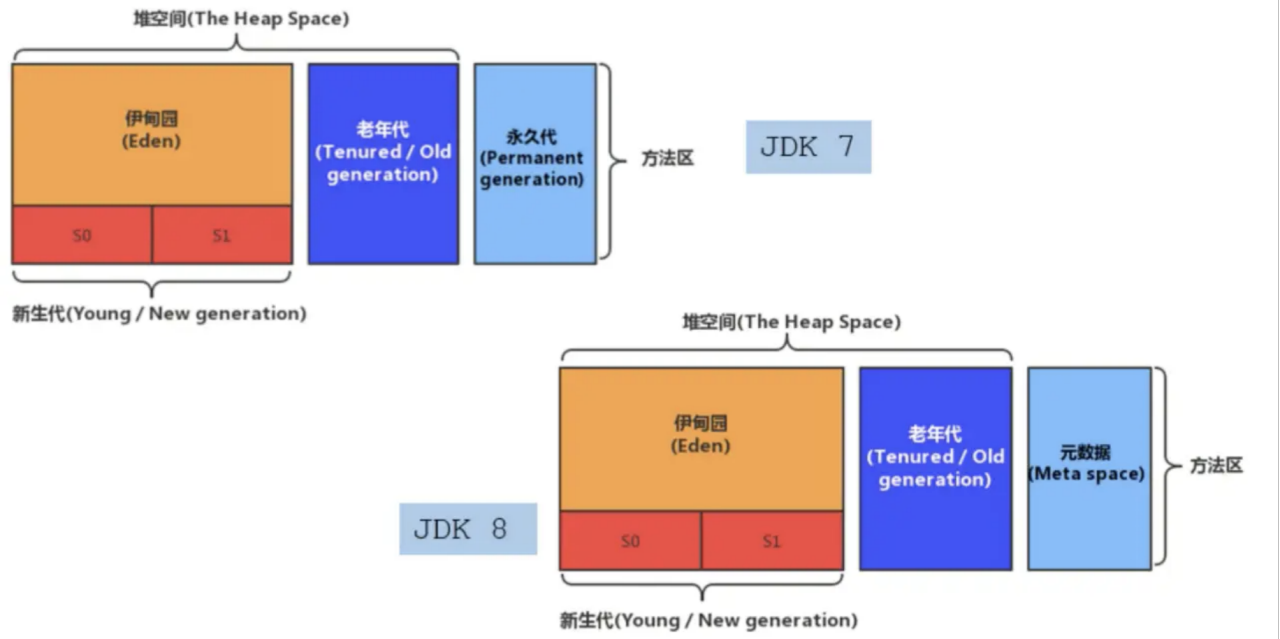 堆空间(The Heap Space)
伊甸园
(Eden)
S0
S1
老年代
(Tenured / Old
generation)
永久代
(Permanent
generation)
方法区
JDK 7
新生代(Young / New generation)
堆空间(The Heap Space)
伊甸园
(Eden)
S0
S1
老年代
(Tenured / Old
generation)
元数据
(Meta space)
方法区
JDK 8
新生代(Young / New generation)